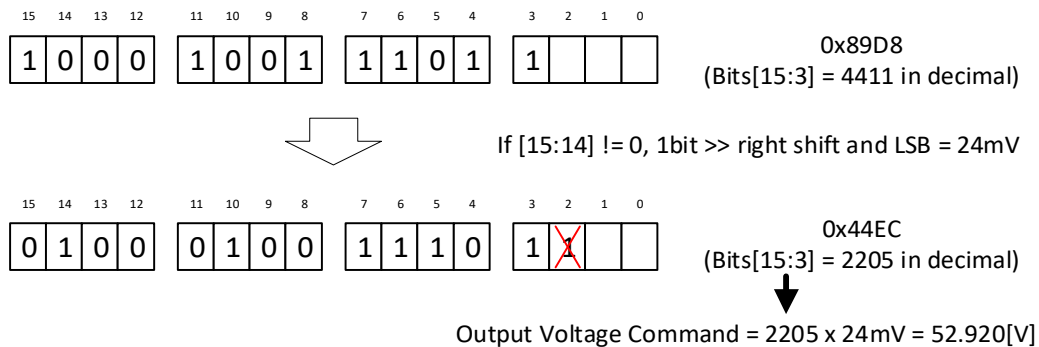 15 14 13 12 11 10 9 8 7 6 5 4 3 2 1 0
1 0 0 0 1 0 0 1 1 1 0 1 1
0x89D8
(Bits[15:3] = 4411 in decimal)
If [15:14] != 0, 1bit >> right shift and LSB = 24mV
15 14 13 12 11 10 9 8 7 6 5 4 3 2 1 0
0 1 0 0 0 1 0 0 1 1 1 0 1 1
0x44EC
(Bits[15:3] = 2205 in decimal)
Output Voltage Command = 2205 x 24mV = 52.920[V]